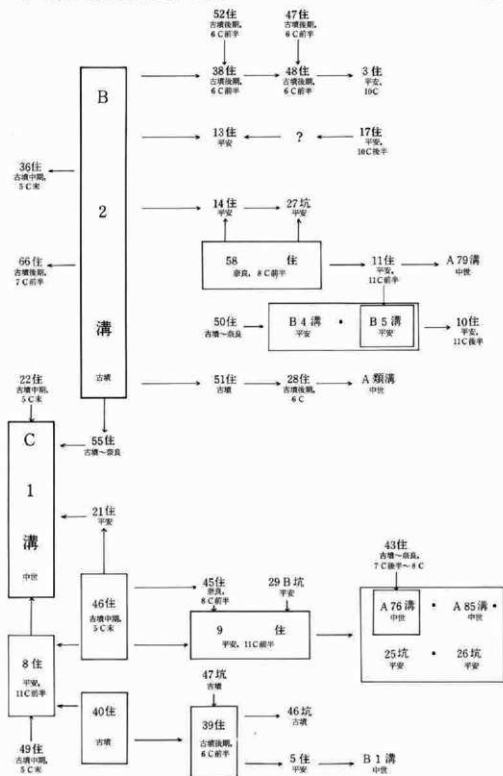 52住
古墳後期,
6C前半
47住
古墳後期,
6C前半
B
2
溝
古墳
38住
古墳後期,
6C前半
48住
古墳後期,
6C前半
3住
平安,
10C
13住
平安
?
17住
平安,
10C後半
36住
古墳中期,
5C末
14住
平安
27坑
平安
66住
古墳後期,
7C前半
58 住
奈良, 8C前半
11住
平安,
11C前半
A79溝
中世
50住
古墳~奈良
B4溝 ・ B5溝
平安 平安
10住
平安,
11C後半
22住
古墳中期,
5C末
51住
古墳
28住
古墳後期,
6C
A類溝
中世
C
1
溝
中世
55住
古墳~奈良
21住
平安
43住
古墳~奈良,
7C後半~8C
46住
古墳中期,
5C末
45住
奈良,
8C前半
29B坑
平安
9 住
平安, 11C前半
A76溝 ・ A85溝・
中世 中世
25坑 ・ 26坑
平安 平安
8住
平安,
11C前半
47坑
古墳
40住
古墳
39住
古墳後期,
6C前半
46坑
古墳
49住
古墳中期,
5C末
5住
平安
B1溝
中世